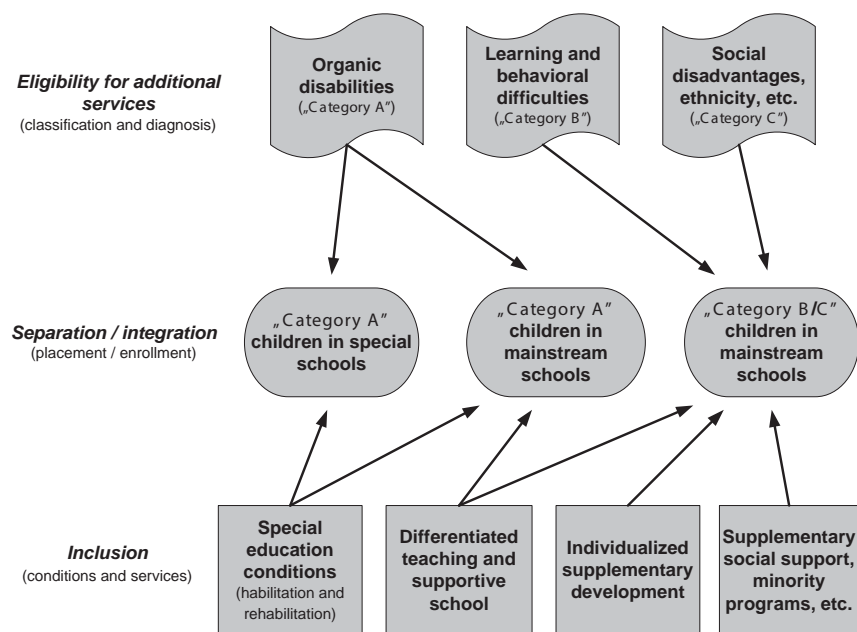 Eligibility for additional
services
(classification and diagnosis)
Organic
disabilities
(„Category A”)
Learning and
behavioral
difficulties
(„Category B”)
Social
disadvantages,
ethnicity, etc.
(„Category C”)
Separation / integration
(placement / enrollment)
„Category A”
children in special
schools
„Category A”
children in
mainstream
schools
„Category B/C”
children in
mainstream
schools
Inclusion
(conditions and services)
Special
education
conditions
(habilitation and
rehabilitation)
Differentiated
teaching and
supportive
school
Individualized
supplementary
development
Supplementary
social support,
minority
programs, etc.